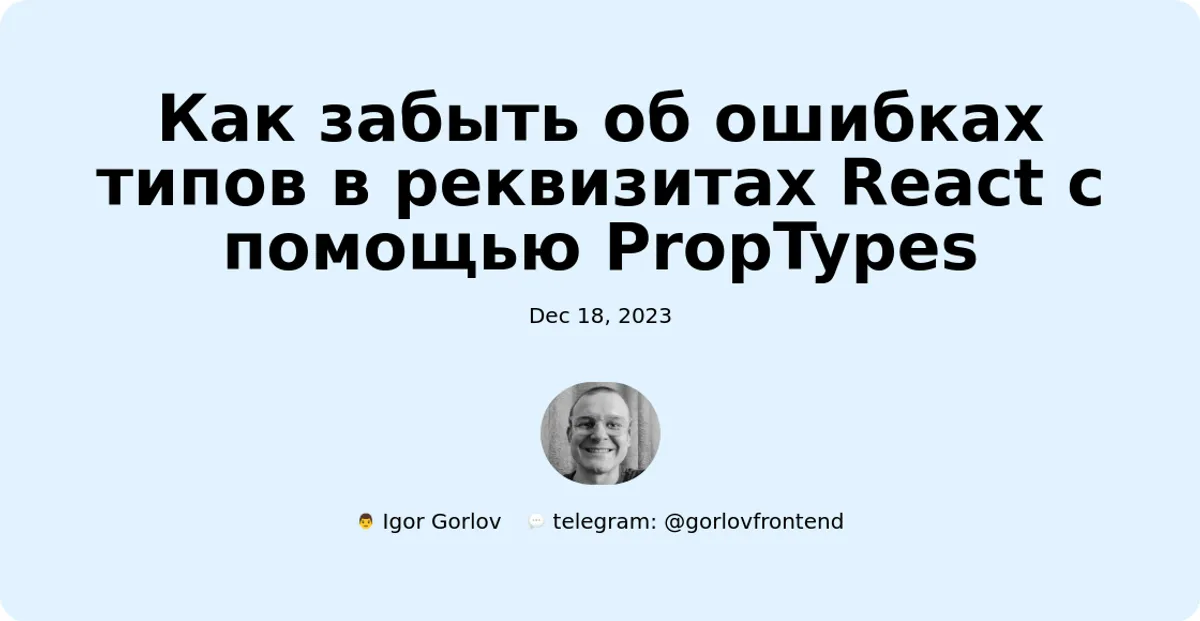 Как забыть об ошибках
типов в реквизитах React с
помощью PropTypes
Dec 18, 2023
Igor Gorlov
telegram: @gorlovfrontend